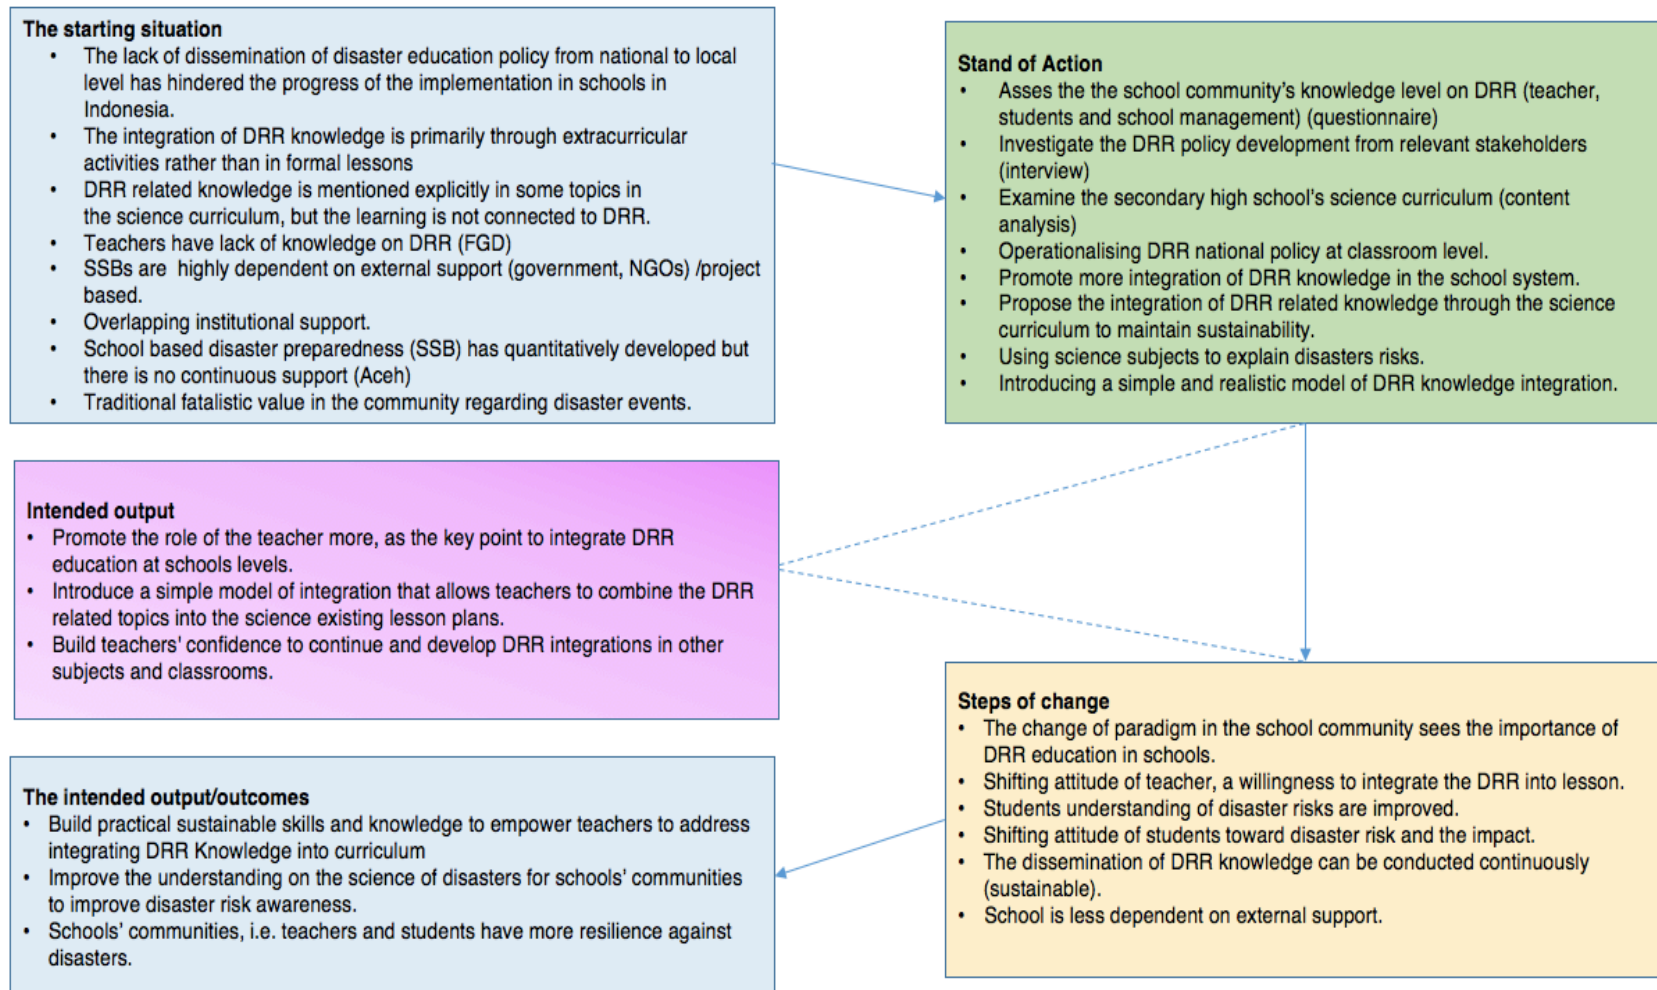 The starting situation
• The lack of dissemination of disaster education policy from national to local
level has hindered the progress of the implementation in schools in
Indonesia.
• The integration of DRR knowledge is primarily through extracurricular
activities rather than in formal lessons
• DRR related knowledge is mentioned explicitly in some topics in
the science curriculum, but the learning is not connected to DRR.
• Teachers have lack of knowledge on DRR (FGD)
• SSBs are highly dependent on external support (government, NGOs) /project
based.
• Overlapping institutional support.
• School based disaster preparedness (SSB) has quantitatively developed but
there is no continuous support (Aceh)
• Traditional fatalistic value in the community regarding disaster events.
Stand of Action
• Asses the the school community’s knowledge level on DRR (teacher,
students and school management) (questionnaire)
• Investigate the DRR policy development from relevant stakeholders
(interview)
• Examine the secondary high school’s science curriculum (content
analysis)
• Operationalising DRR national policy at classroom level.
• Promote more integration of DRR knowledge in the school system.
• Propose the integration of DRR related knowledge through the science
curriculum to maintain sustainability.
• Using science subjects to explain disasters risks.
• Introducing a simple and realistic model of DRR knowledge integration.
Intended output
• Promote the role of the teacher more, as the key point to integrate DRR
education at schools levels.
• Introduce a simple model of integration that allows teachers to combine the DRR
related topics into the science existing lesson plans.
• Build teachers’ confidence to continue and develop DRR integrations in other
subjects and classrooms.
Steps of change
• The change of paradigm in the school community sees the importance of
DRR education in schools.
• Shifting attitude of teacher, a willingness to integrate the DRR into lesson.
• Students understanding of disaster risks are improved.
• Shifting attitude of students toward disaster risk and the impact.
• The dissemination of DRR knowledge can be conducted continuously
(sustainable).
• School is less dependent on external support.
The intended output/outcomes
• Build practical sustainable skills and knowledge to empower teachers to address
integrating DRR Knowledge into curriculum
• Improve the understanding on the science of disasters for schools’ communities
to improve disaster risk awareness.
• Schools’ communities, i.e. teachers and students have more resilience against
disasters.